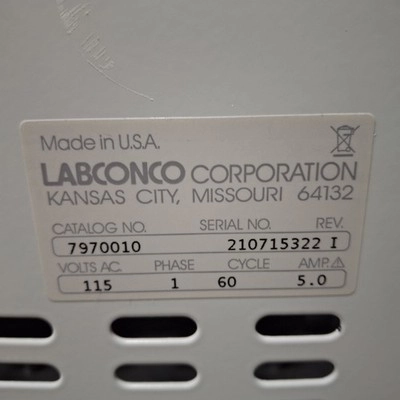 Made in U.S.A.
LABCONCO CORPORATION
KANSAS CITY, MISSOURI 64132
CATALOG NO. SERIAL NO. REV.
7970010 210715322 I
VOLTS AC. PHASE CYCLE AMP.⚠
115 1 60 5.0